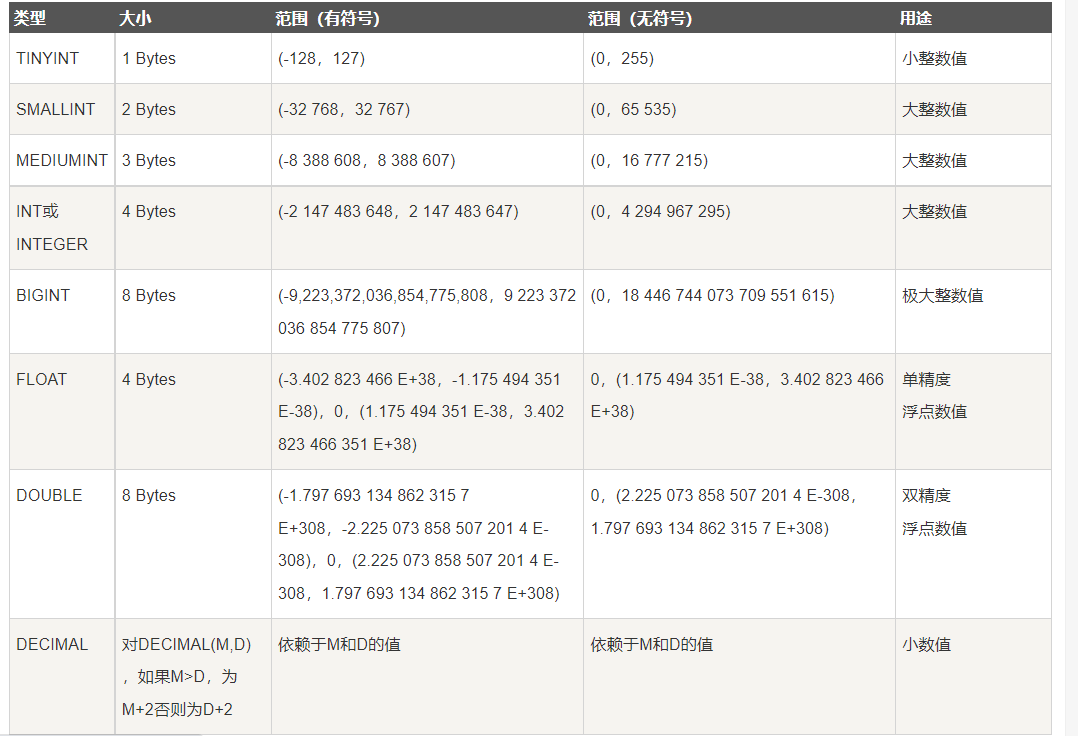 类型 大小 范围（有符号） 范围（无符号） 用途
TINYINT 1 Bytes (-128，127) (0，255) 小整数值
SMALLINT 2 Bytes (-32 768，32 767) (0，65 535) 大整数值
MEDIUMINT 3 Bytes (-8 388 608，8 388 607) (0，16 777 215) 大整数值
INT或 4 Bytes (-2 147 483 648，2 147 483 647) (0，4 294 967 295) 大整数值
INTEGER
BIGINT 8 Bytes (-9,223,372,036,854,775,808，9 223 372 (0，18 446 744 073 709 551 615) 极大整数值
036 854 775 807)
FLOAT 4 Bytes (-3.402 823 466 E+38，-1.175 494 351 0，(1.175 494 351 E-38，3.402 823 466 单精度
E-38)，0，(1.175 494 351 E-38，3.402 E+38) 浮点数值
823 466 351 E+38)
DOUBLE 8 Bytes (-1.797 693 134 862 315 7 0，(2.225 073 858 507 201 4 E-308， 双精度
E+308，-2.225 073 858 507 201 4 E- 1.797 693 134 862 315 7 E+308) 浮点数值
308)，0，(2.225 073 858 507 201 4 E-
308，1.797 693 134 862 315 7 E+308)
DECIMAL 对DECIMAL(M,D) 依赖于M和D的值 依赖于M和D的值 小数值
，如果M>D，为
M+2否则为D+2